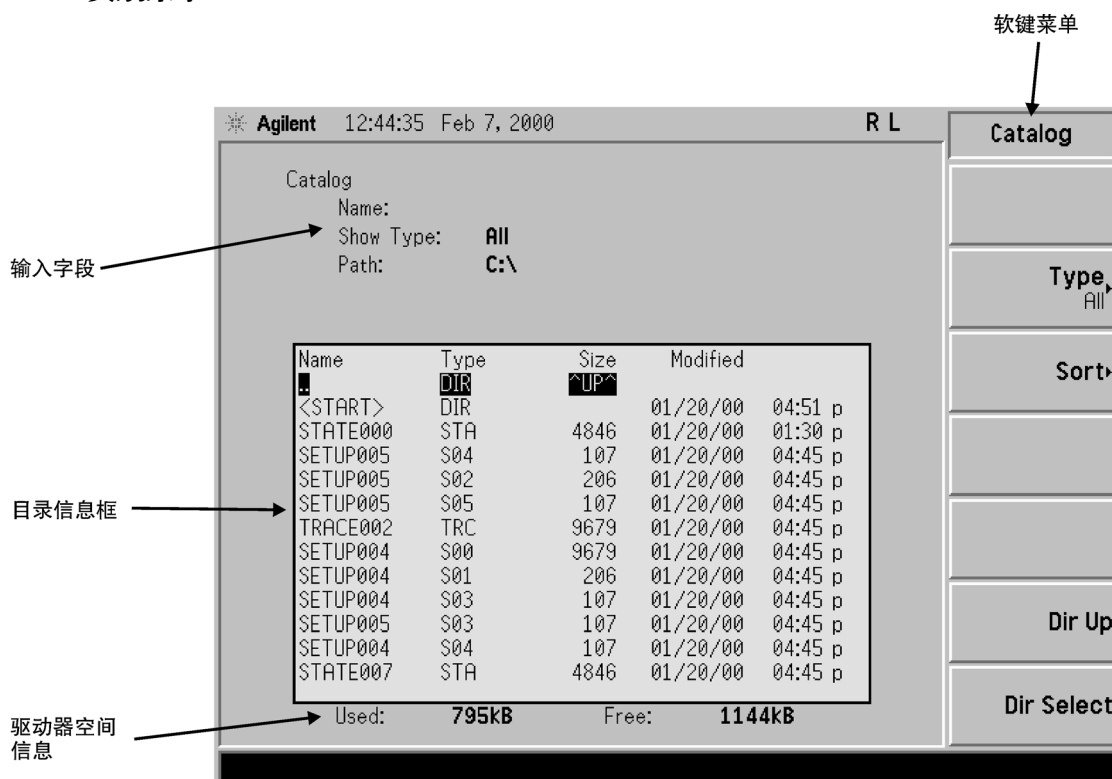 软键菜单
Agilent 12:44:35 Feb 7, 2000 R L
Catalog
Catalog
Name:
Show Type: All
Path: C:\
输入字段
Type
All
Sort
Dir Up
Dir Select
Name Type Size Modified
.. DIR ^UP^
<START> DIR 01/20/00 04:51 p
STATE000 STA 4846 01/20/00 01:30 p
SETUP005 S04 107 01/20/00 04:45 p
SETUP005 S02 206 01/20/00 04:45 p
SETUP005 S05 107 01/20/00 04:45 p
TRACE002 TRC 9679 01/20/00 04:45 p
SETUP004 S00 9679 01/20/00 04:45 p
SETUP004 S01 206 01/20/00 04:45 p
SETUP004 S03 107 01/20/00 04:45 p
SETUP005 S03 107 01/20/00 04:45 p
SETUP004 S04 107 01/20/00 04:45 p
STATE007 STA 4846 01/20/00 04:45 p
目录信息框
Used: 795kB Free: 1144kB
驱动器空间
信息